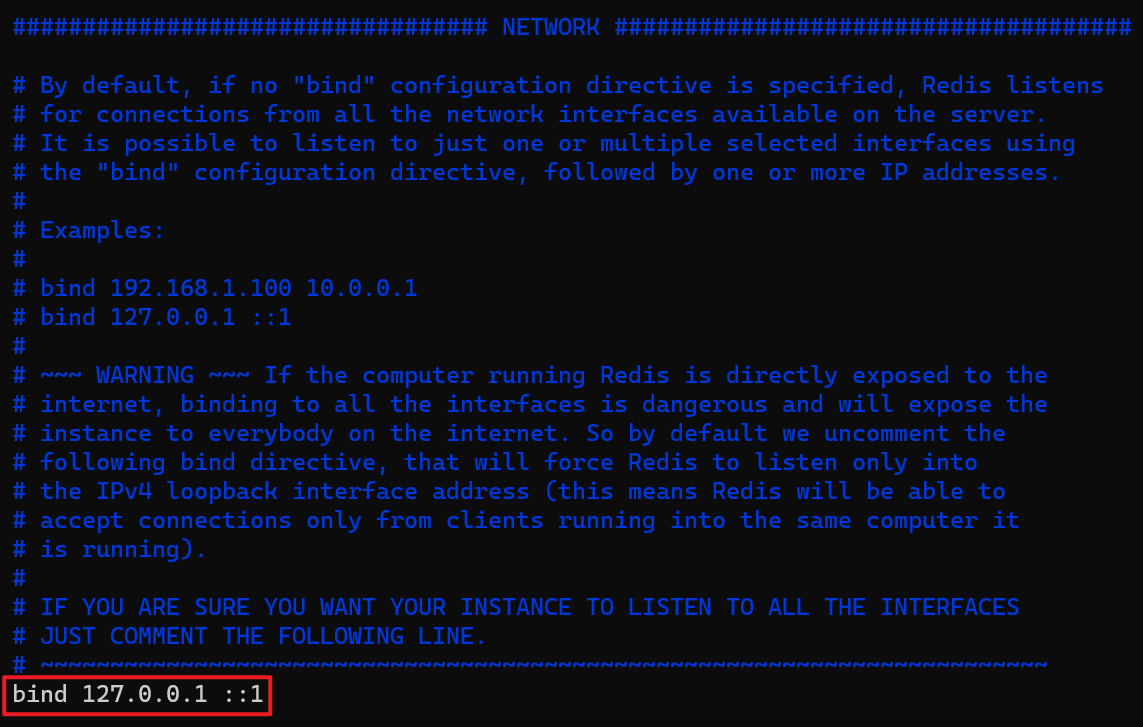 ################################## NETWORK #####################################
# By default, if no "bind" configuration directive is specified, Redis listens
# for connections from all the network interfaces available on the server.
# It is possible to listen to just one or multiple selected interfaces using
# the "bind" configuration directive, followed by one or more IP addresses.
#
# Examples:
#
# bind 192.168.1.100 10.0.0.1
# bind 127.0.0.1 ::1
#
# ~~~ WARNING ~~~ If the computer running Redis is directly exposed to the
# internet, binding to all the interfaces is dangerous and will expose the
# instance to everybody on the internet. So by default we uncomment the
# following bind directive, that will force Redis to listen only into
# the IPv4 loopback interface address (this means Redis will be able to
# accept connections only from clients running into the same computer it
# is running).
#
# IF YOU ARE SURE YOU WANT YOUR INSTANCE TO LISTEN TO ALL THE INTERFACES
# JUST COMMENT THE FOLLOWING LINE.
# ~~~~~~~~~~~~~~~~~~~~~~~~~~~~~~~~~~~~~~~~~~~~~~~~~~~~~~~~~~~~~~~~~~~~~~~~
bind 127.0.0.1 ::1